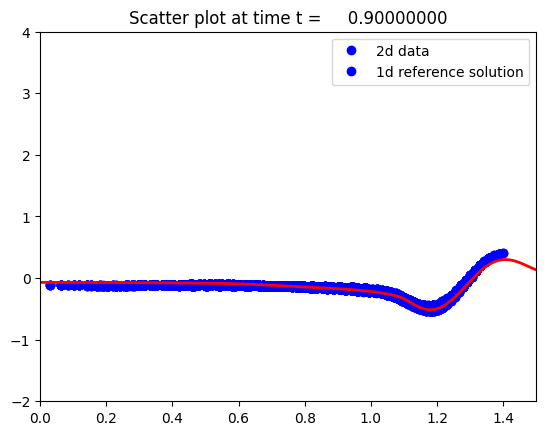 Scatter plot at time t =     0.90000000
4
3
2
1
0
−1
−2
0.0 0.2 0.4 0.6 0.8 1.0 1.2 1.4
2d data
1d reference solution